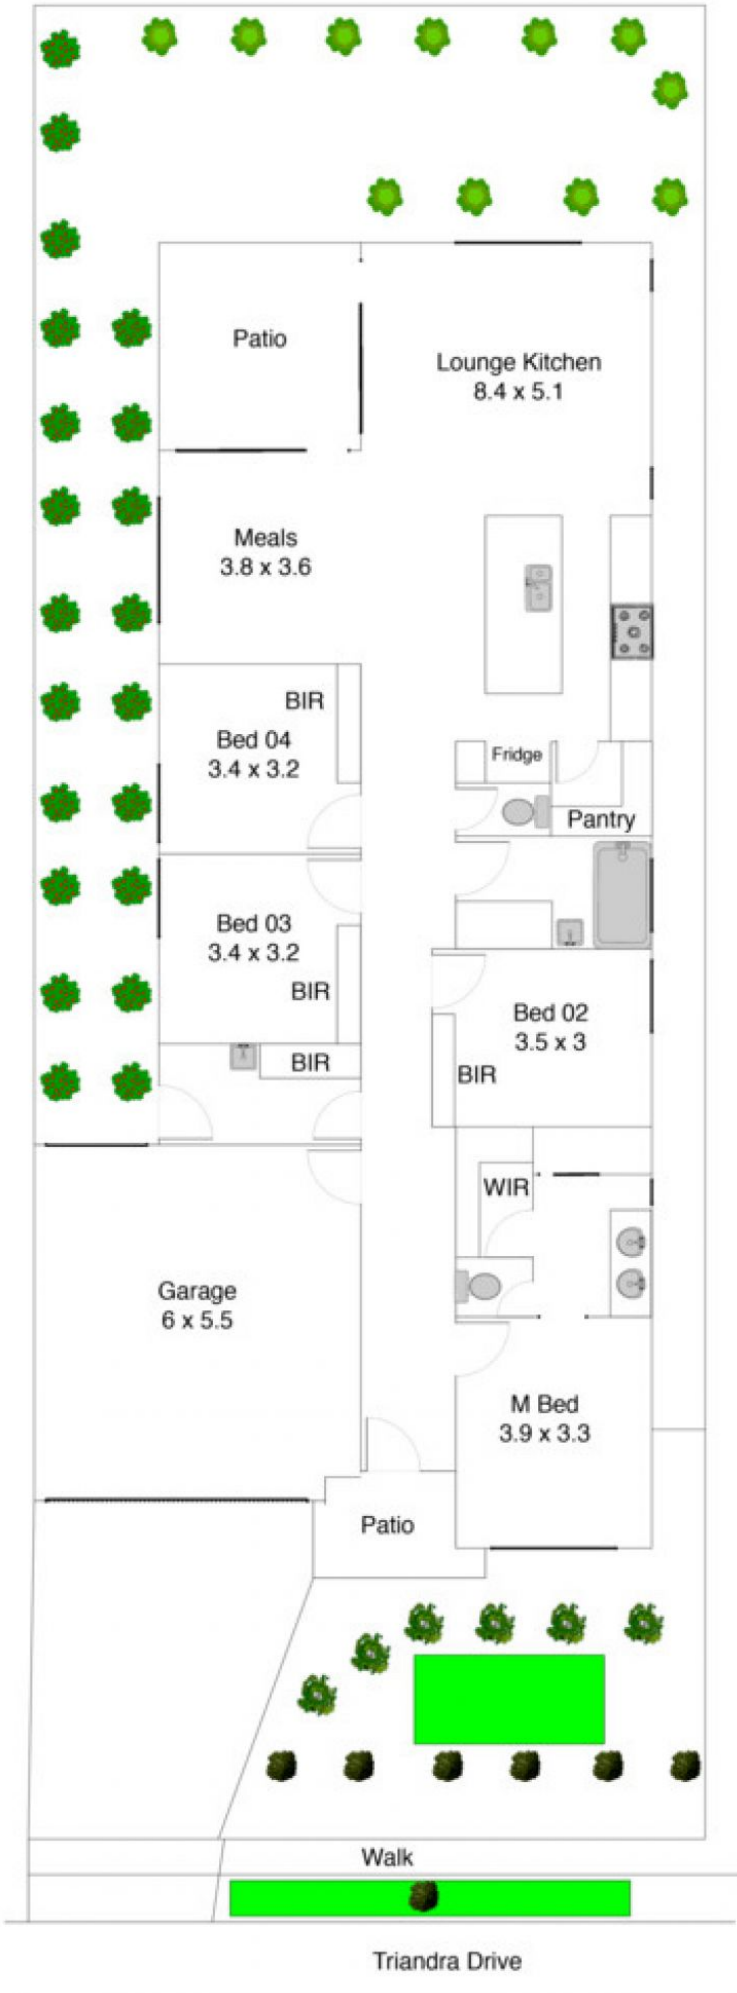 Patio
Lounge Kitchen
8.4 x 5.1
Meals
3.8 x 3.6
BIR
Bed 04
3.4 x 3.2
Fridge
Pantry
Bed 03
3.4 x 3.2
BIR
Bed 02
3.5 x 3
BIR
BIR
WIR
Garage
6 x 5.5
M Bed
3.9 x 3.3
Patio
Walk
Triandra Drive